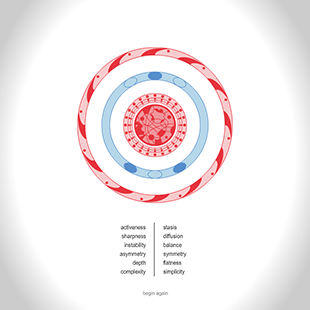 activeness | stasis
sharpness | diffusion
instability | balance
asymmetry | symmetry
depth | flatness
complexity | simplicity
begin again